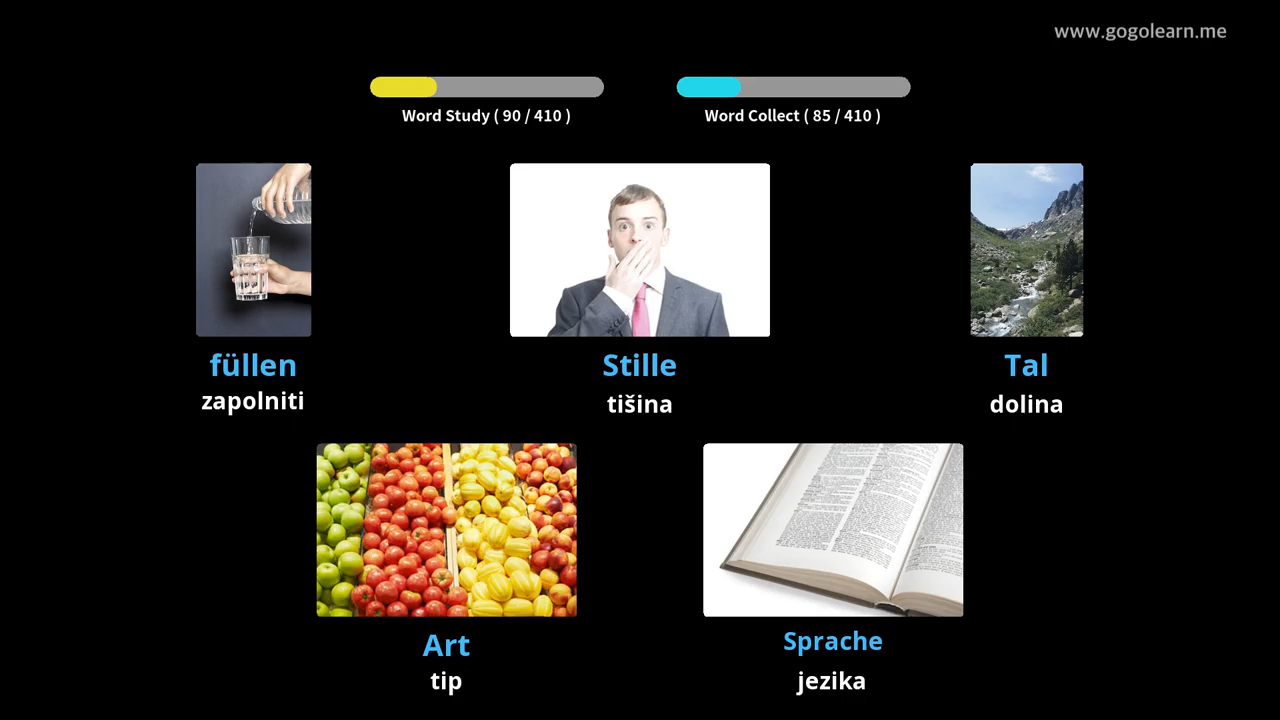 www.gogolearn.me
Word Study ( 90 / 410 )
Word Collect ( 85 / 410 )
füllen
zapolniti
Stille
tišina
Tal
dolina
Art
tip
Sprache
jezika